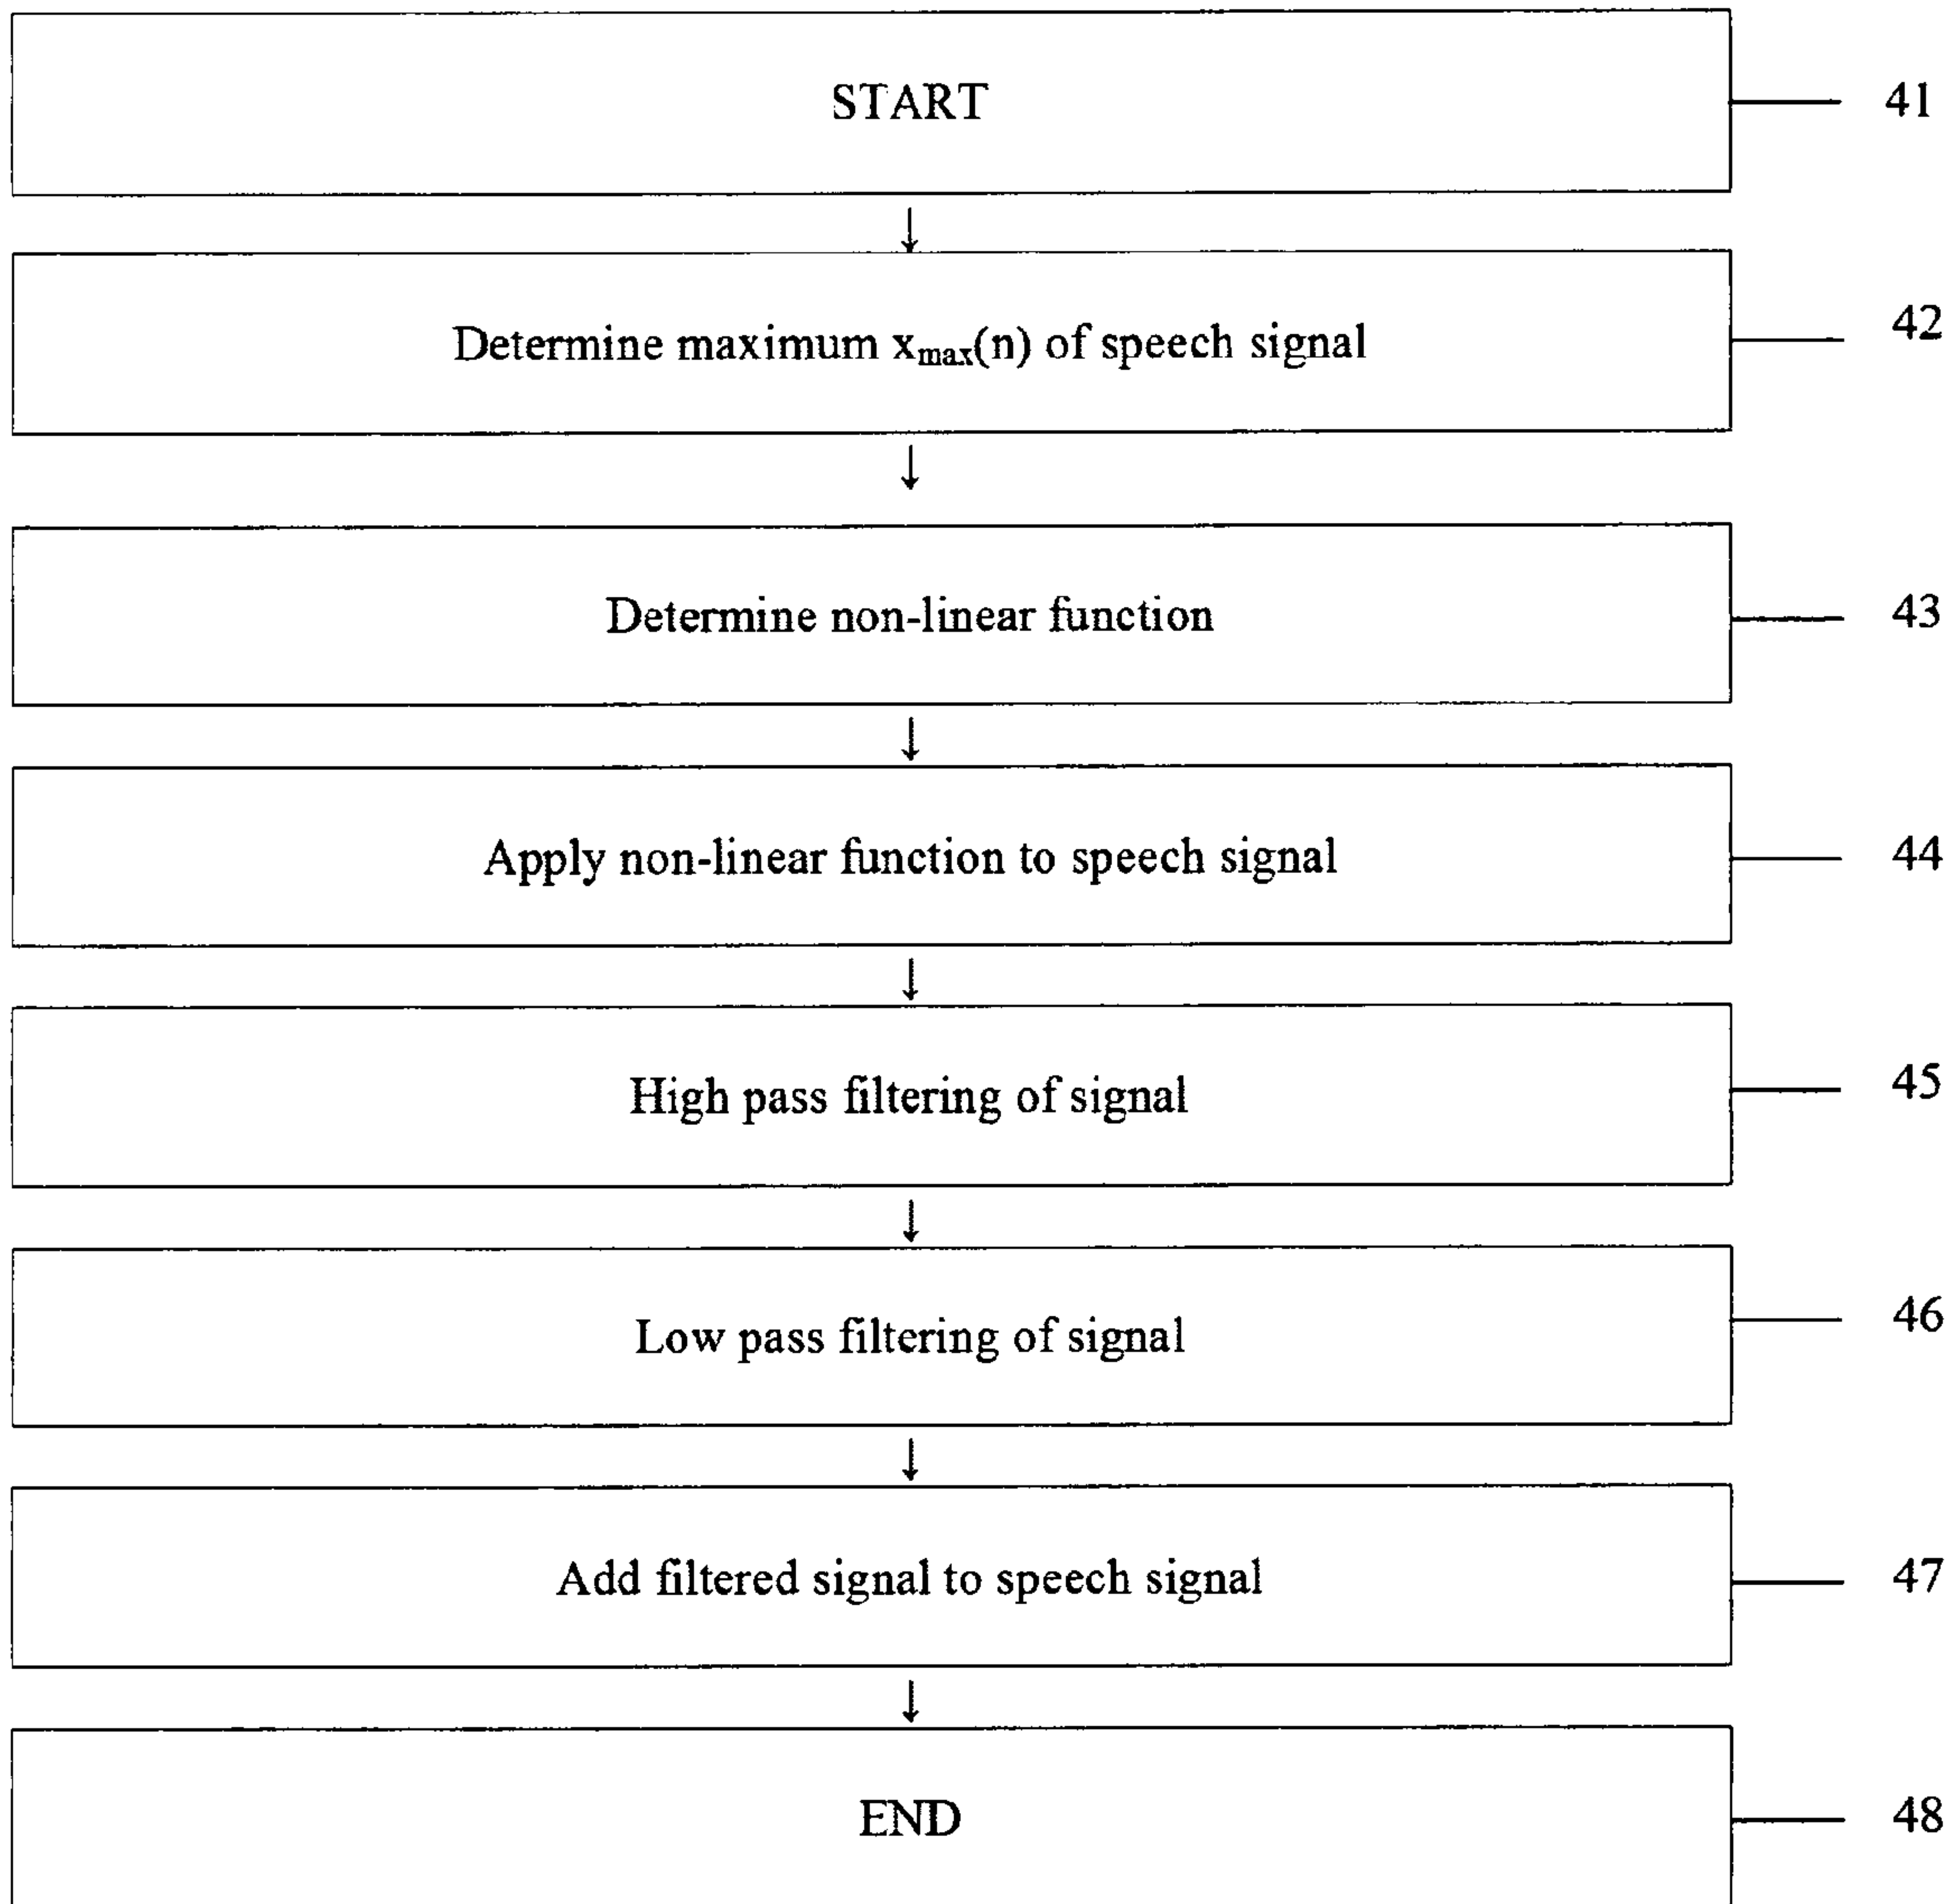 START 41
Determine maximum xmax(n) of speech signal 42
Determine non-linear function 43
Apply non-linear function to speech signal 44
High pass filtering of signal 45
Low pass filtering of signal 46
Add filtered signal to speech signal 47
END 48